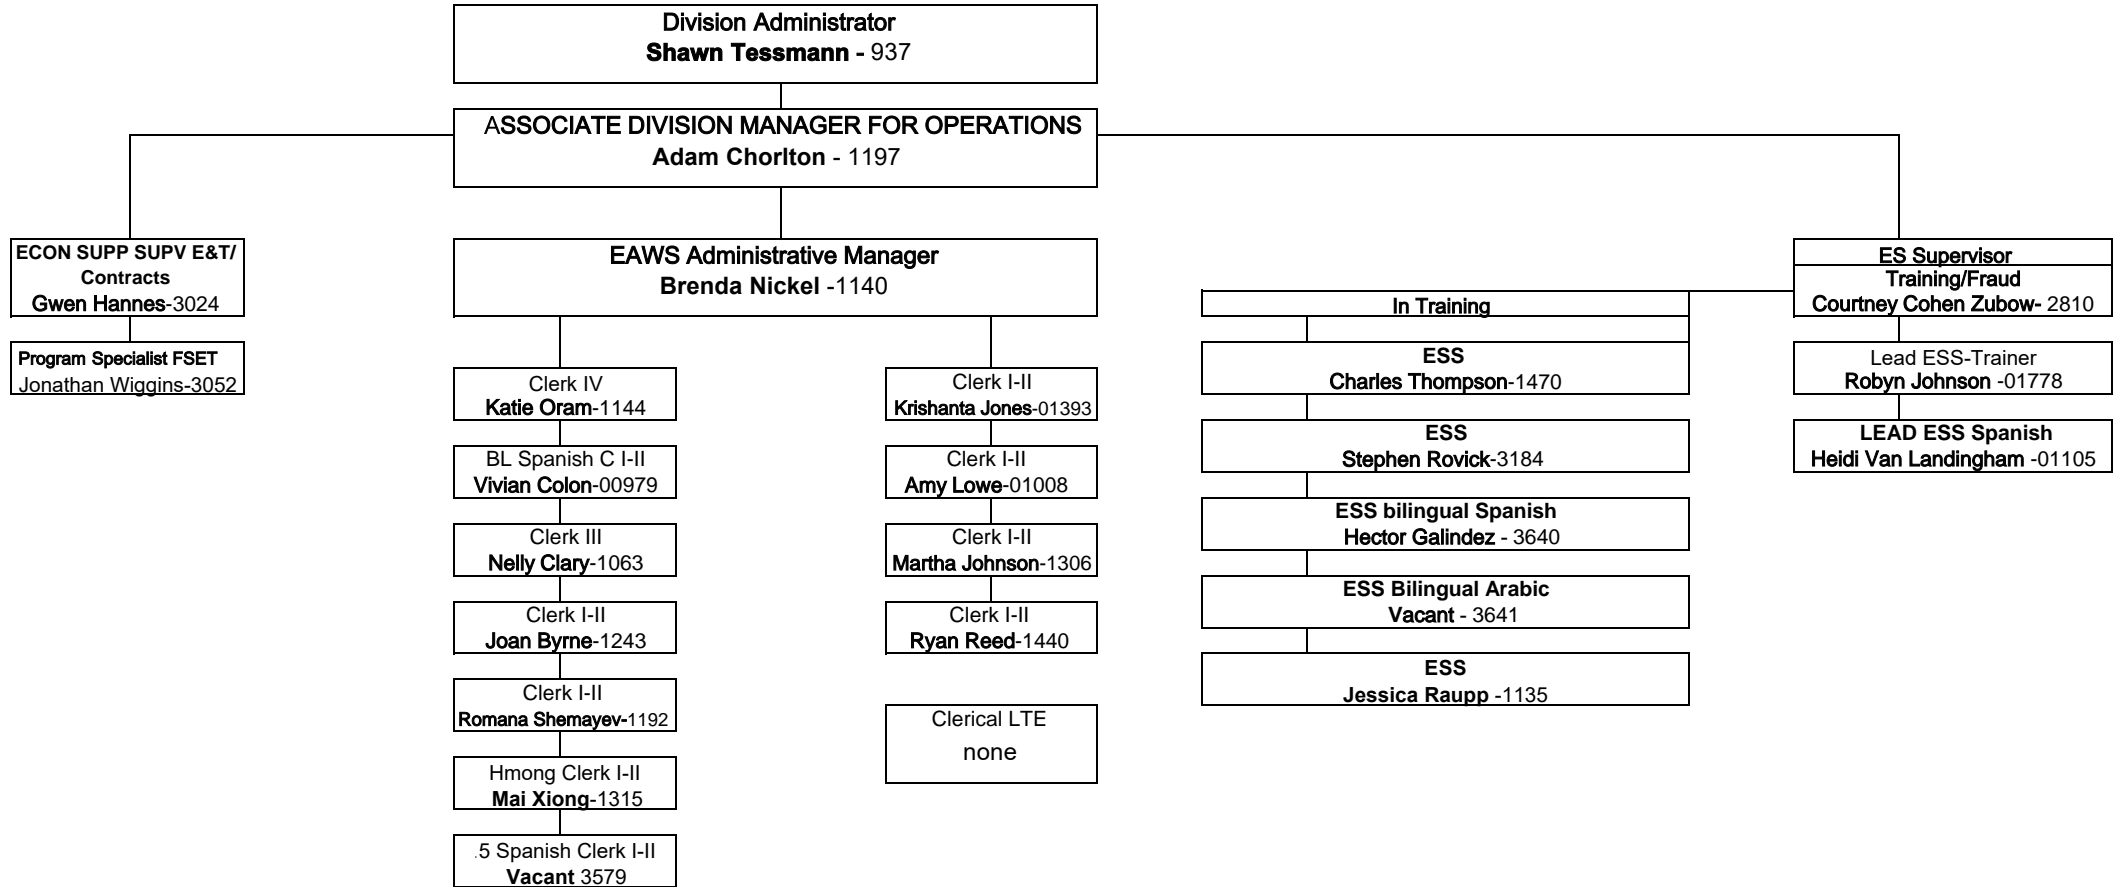 Division Administrator
Shawn Tessmann - 937
ASSOCIATE DIVISION MANAGER FOR OPERATIONS
Adam Chorlton - 1197
ECON SUPP SUPV E&T/
Contracts
Gwen Hannes-3024
Program Specialist FSET
Jonathan Wiggins-3052
EAWS Administrative Manager
Brenda Nickel -1140
Clerk IV
Katie Oram-1144
BL Spanish C I-II
Vivian Colon-00979
Clerk III
Nelly Clary-1063
Clerk I-II
Joan Byrne-1243
Clerk I-II
Romana Shemayev-1192
Hmong Clerk I-II
Mai Xiong-1315
.5 Spanish Clerk I-II
Vacant 3579
Clerk I-II
Krishanta Jones-01393
Clerk I-II
Amy Lowe-01008
Clerk I-II
Martha Johnson-1306
Clerk I-II
Ryan Reed-1440
Clerical LTE
none
In Training
ESS
Charles Thompson-1470
ESS
Stephen Rovick-3184
ESS bilingual Spanish
Hector Galindez - 3640
ESS Bilingual Arabic
Vacant - 3641
ESS
Jessica Raupp -1135
ES Supervisor
Training/Fraud
Courtney Cohen Zubow- 2810
Lead ESS-Trainer
Robyn Johnson -01778
LEAD ESS Spanish
Heidi Van Landingham -01105